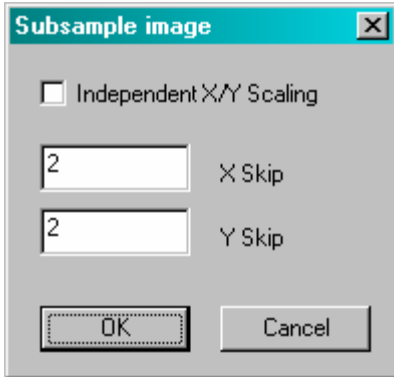 Subsample image
Independent X/Y Scaling
2
X Skip
2
Y Skip
OK
Cancel